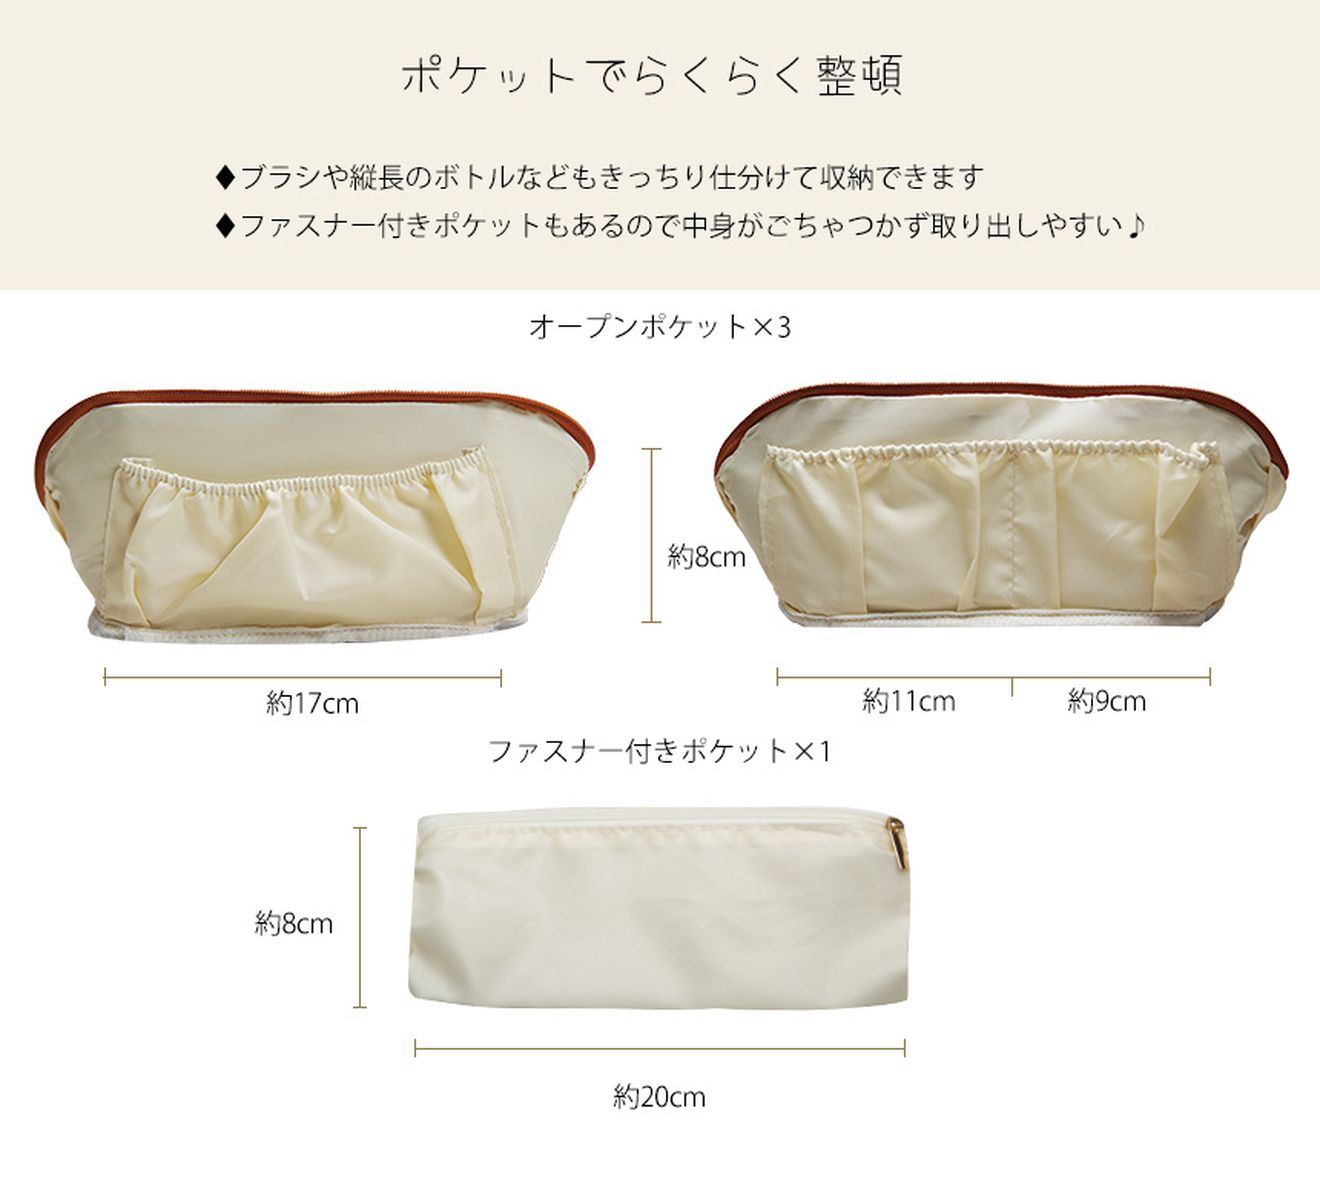 ポケットでらくらく整頓
♦ブラシや縦長のボトルなどもきっちり仕分けて収納できます
♦ファスナー付きポケットもあるので中身がごちゃつかず取り出しやすい♪
オープンポケット×3
約8cm
約17cm
約11cm
約9cm
ファスナー付きポケット×1
約8cm
約20cm